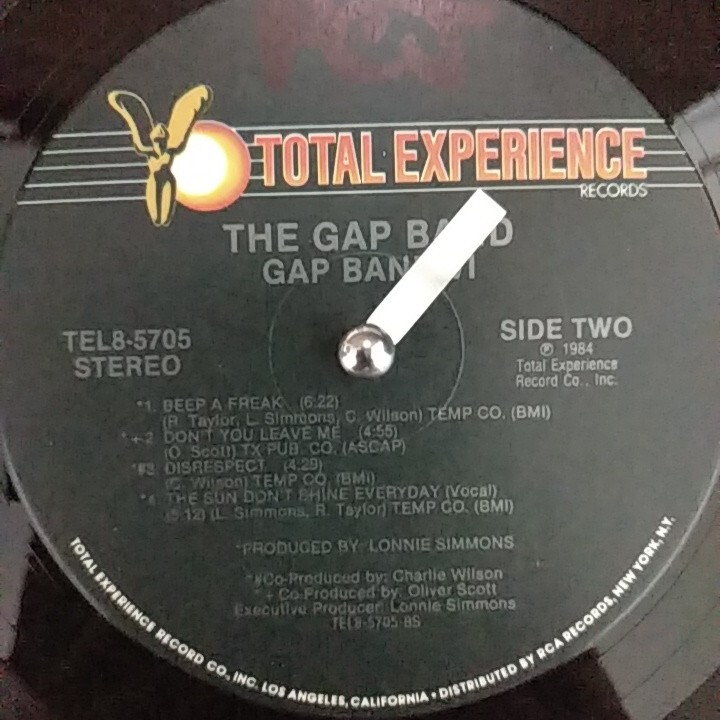 TOTAL EXPERIENCE
RECORDS
THE GAP BAND
GAP BAND VI
TEL8-5705
STEREO
SIDE TWO
℗ 1984
Total Experience
Record Co., Inc.
*1. BEEP A FREAK (6:22)
(R. Taylor, L. Simmons, C. Wilson) TEMP CO. (BMI)
*+2. DON'T YOU LEAVE ME (4:55)
(O. Scott) TX PUB. CO. (ASCAP)
*#3. DISRESPECT (4:29)
(C. Wilson) TEMP CO. (BMI)
*4. THE SUN DON'T SHINE EVERYDAY (Vocal)
(5:12) (L. Simmons, R. Taylor) TEMP CO. (BMI)
*PRODUCED BY: LONNIE SIMMONS
*#Co-Produced by: Charlie Wilson
*+Co-Produced by: Oliver Scott
Executive Producer: Lonnie Simmons
TEL8-5705-BS
TOTAL EXPERIENCE RECORD CO., INC. LOS ANGELES, CALIFORNIA • DISTRIBUTED BY RCA RECORDS, NEW YORK, N.Y.